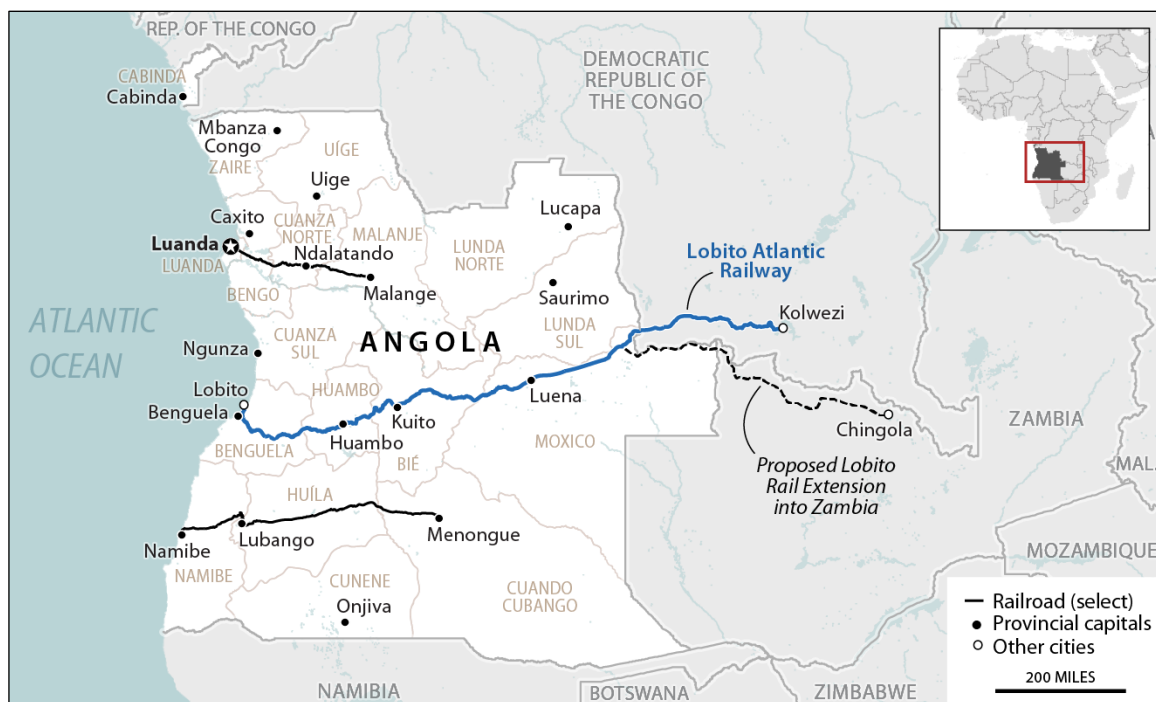 REP. OF THE CONGO
CABINDA
Cabinda
DEMOCRATIC
REPUBLIC OF
THE CONGO
Mbanza
Congo
ZAIRE
UÍGE
Uige
Lucapa
Caxito
CUANZA
NORTE
MALANJE
LUNDA
NORTE
Luanda
LUANDA
Ndalatando
Lobito Atlantic
Railway
BENGO
Malange
Saurimo
Kolwezi
ATLANTIC
OCEAN
CUANZA
SUL
ANGOLA
LUNDA
SUL
Ngunza
Lobito
HUAMBO
Luena
Benguela
Kuito
Huambo
Chingola
ZAMBIA
BENGUELA
BIÉ
MOXICO
MAL.
Proposed Lobito
Rail Extension
into Zambia
HUÍLA
Namibe
Lubango
Menongue
MOZAMBIQUE
NAMIBE
CUNENE
CUANDO
CUBANGO
Onjiva
Railroad (select)
Provincial capitals
Other cities
200 MILES
NAMIBIA
BOTSWANA
ZIMBABWE